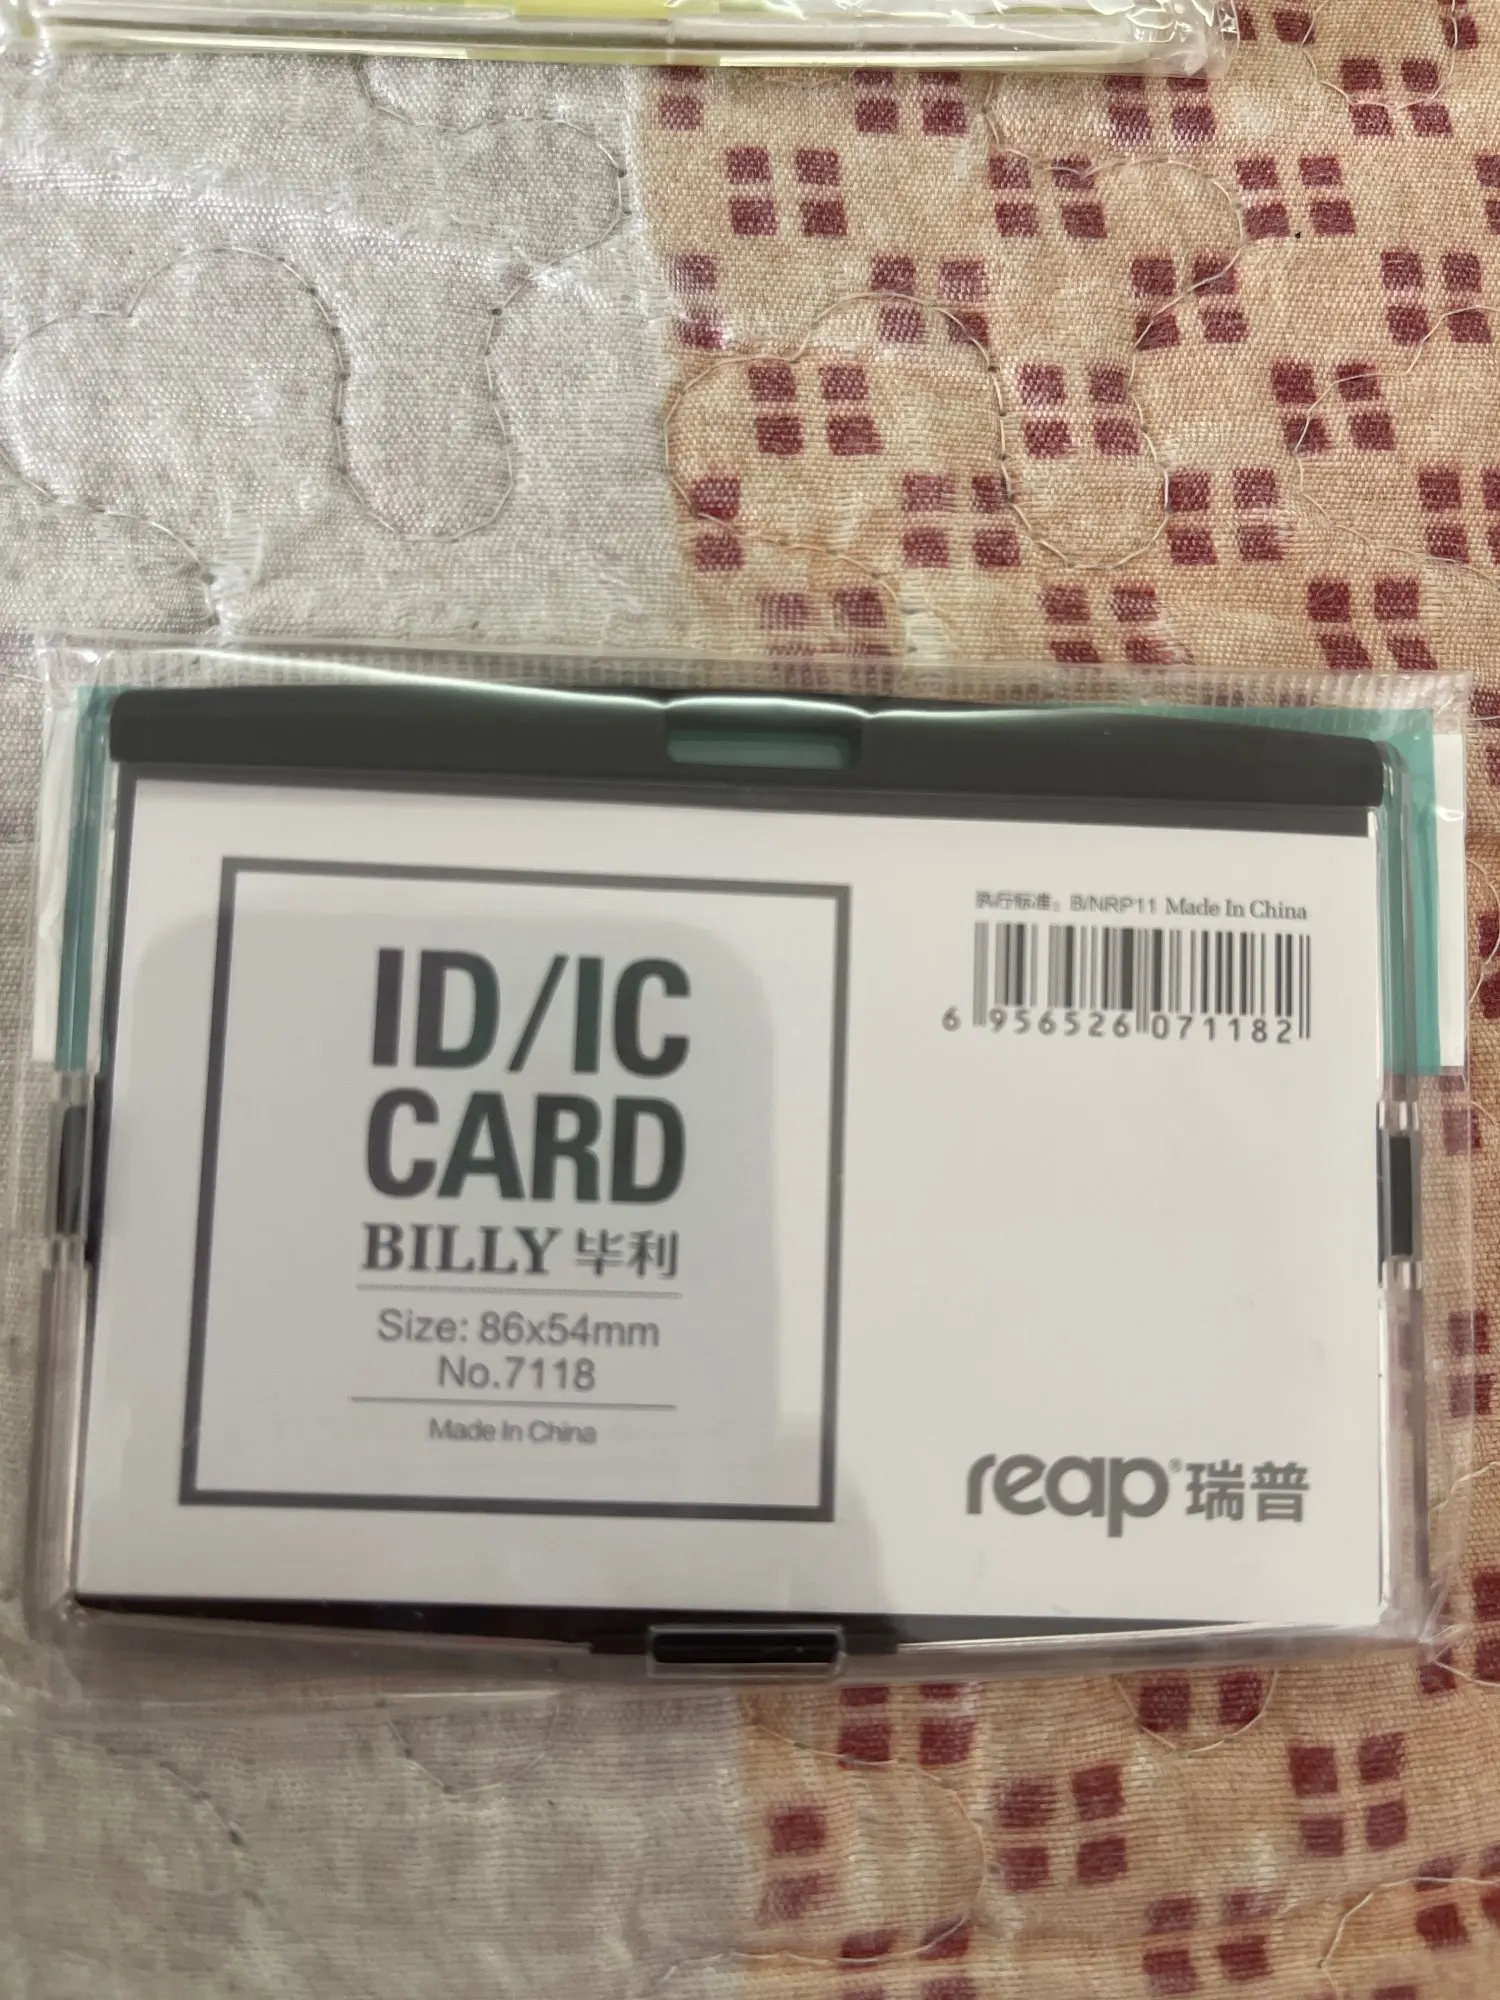 ID/IC
CARD
BILLY 毕利
Size: 86x54mm
No.7118
Made In China
执行标准：B/NRP11 Made In China
6 956526 071182
reap® 瑞普